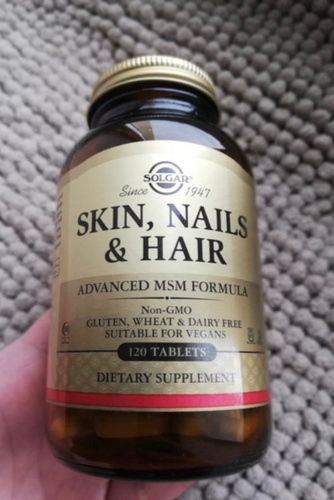 SOLGAR®
Since 1947
SKIN, NAILS
& HAIR
ADVANCED MSM FORMULA
Non-GMO
GLUTEN, WHEAT & DAIRY FREE
SUITABLE FOR VEGANS
120 TABLETS
DIETARY SUPPLEMENT